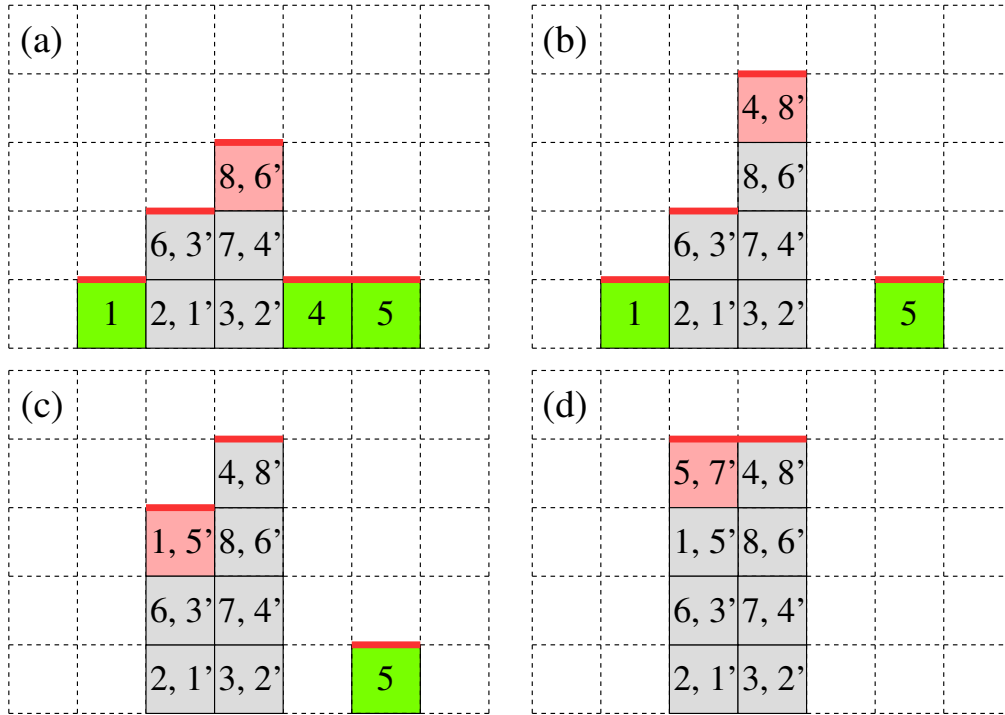 (a)
8, 6’
6, 3’ 7, 4’
1 2, 1’ 3, 2’ 4 5
(b)
4, 8’
8, 6’
6, 3’ 7, 4’
1 2, 1’ 3, 2’ 5
(c)
4, 8’
1, 5’ 8, 6’
6, 3’ 7, 4’
2, 1’ 3, 2’ 5
(d)
5, 7’ 4, 8’
1, 5’ 8, 6’
6, 3’ 7, 4’
2, 1’ 3, 2’